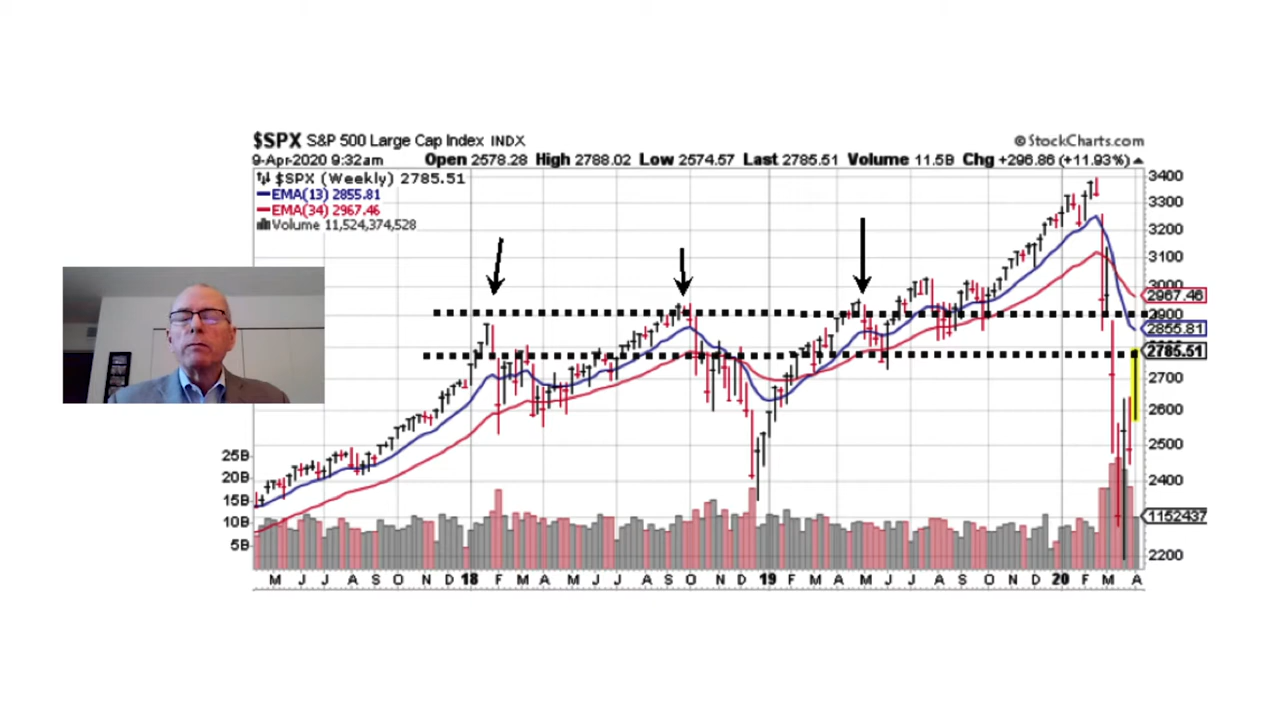 $SPX S&P 500 Large Cap Index INDX
© StockCharts.com
9-Apr-2020 9:32am
Open 2578.28 High 2788.02 Low 2574.57 Last 2785.51 Volume 11.5B Chg +296.86 (+11.93%)
$SPX (Weekly) 2785.51
EMA(13) 2855.81
EMA(34) 2967.46
Volume 11,524,374,528
3400
3300
3200
3100
3000
2967.46
2900
2855.81
2785.51
2700
2600
2500
2400
1152437
2200
25B
20B
15B
10B
5B
M J J A S O N D 18 F M A M J J A S O N D 19 F M A M J J A S O N D 20 F M A